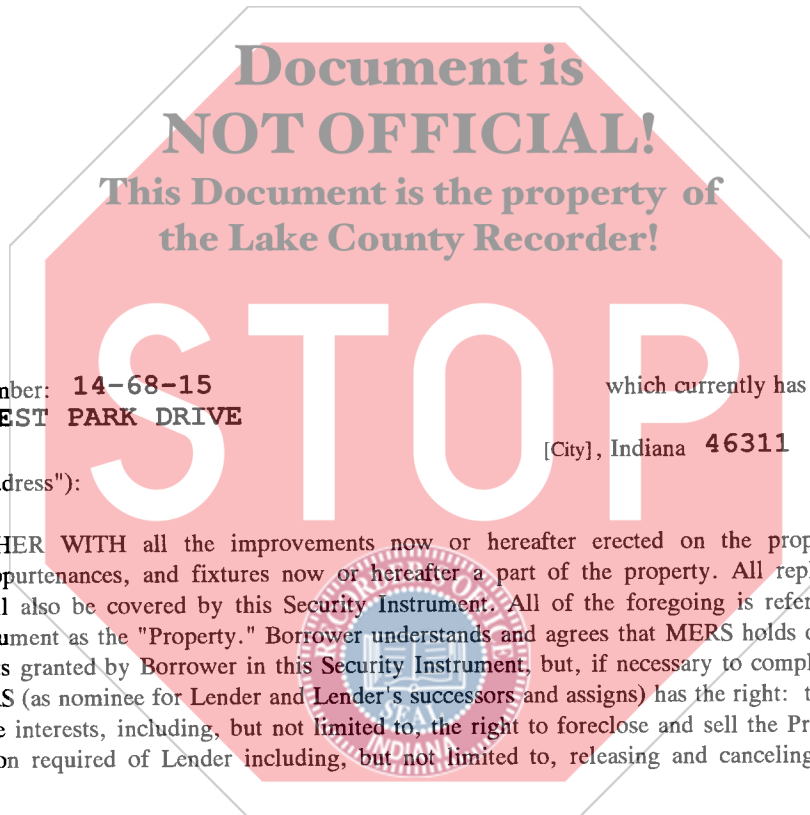 Document is
NOT OFFICIAL!
This Document is the property of
the Lake County Recorder!
STOP
nber: 14-68-15 which currently has
EST PARK DRIVE
[City], Indiana 46311
dress"):
HER WITH all the improvements now or hereafter erected on the prop
purtenances, and fixtures now or hereafter a part of the property. All repl
l also be covered by this Security Instrument. All of the foregoing is refer
ument as the "Property." Borrower understands and agrees that MERS holds o
s granted by Borrower in this Security Instrument, but, if necessary to compl
S (as nominee for Lender and Lender's successors and assigns) has the right: t
e interests, including, but not limited to, the right to foreclose and sell the Pr
on required of Lender including, but not limited to, releasing and canceling
SEAL
INDIANA